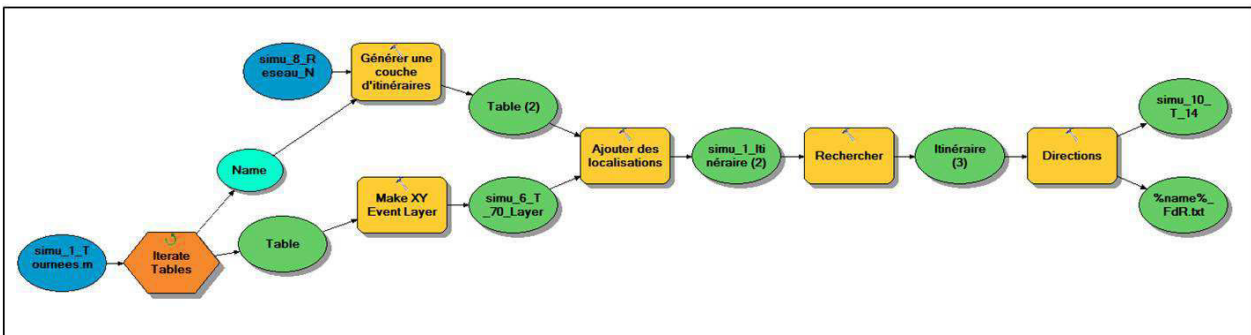 simu_8_R
eseau_N
Générer une
couche
d'itinéraires
Table (2)
Name
Ajouter des
localisations
simu_1_Iti
néraire (2)
Rechercher
Itinéraire
(3)
Directions
simu_10_
T_14
%name%_
FdR.txt
Make XY
Event Layer
simu_6_T
_70_Layer
simu_1_T
ournees.m
Iterate
Tables
Table